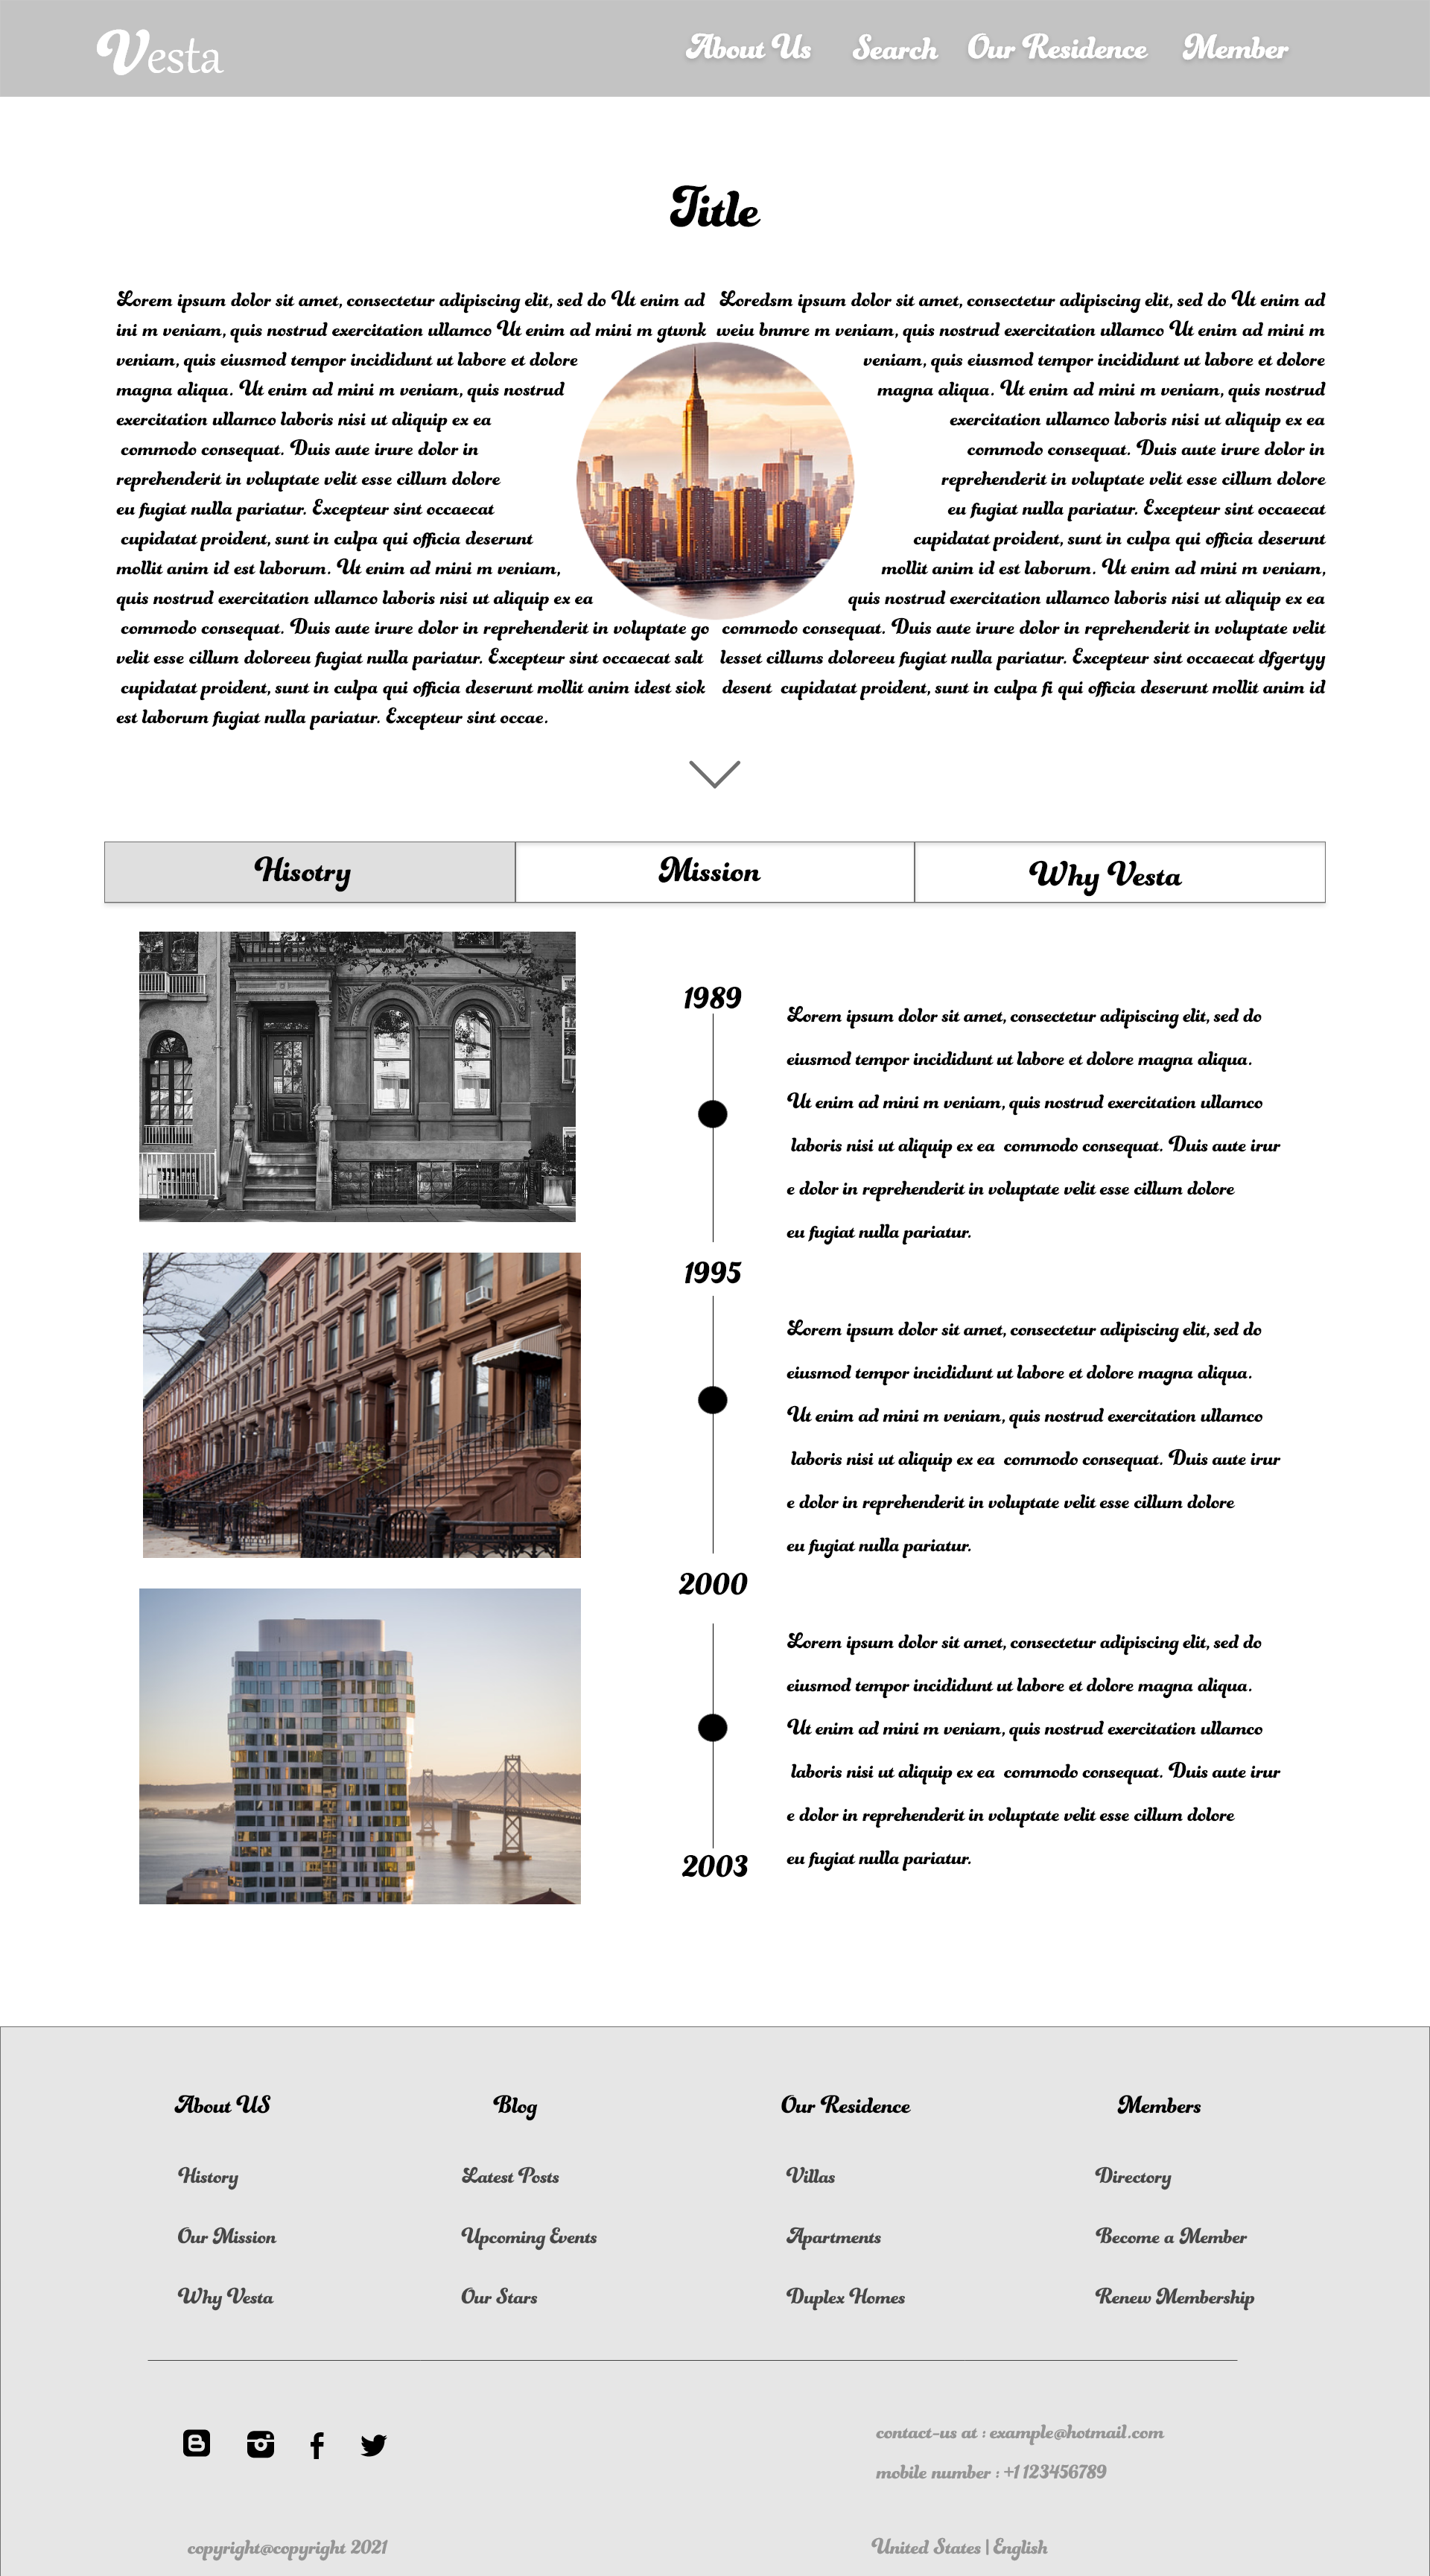 Vesta
About Us Search Our Residence Member
Title
Lorem ipsum dolor sit amet, consectetur adipiscing elit, sed do Ut enim ad
ini m veniam, quis nostrud exercitation ullamco Ut enim ad mini m gtwnk
veniam, quis eiusmod tempor incididunt ut labore et dolore
magna aliqua. Ut enim ad mini m veniam, quis nostrud
exercitation ullamco laboris nisi ut aliquip ex ea
commodo consequat. Duis aute irure dolor in
reprehenderit in voluptate velit esse cillum dolore
eu fugiat nulla pariatur. Excepteur sint occaecat
cupidatat proident, sunt in culpa qui officia deserunt
mollit anim id est laborum. Ut enim ad mini m veniam,
quis nostrud exercitation ullamco laboris nisi ut aliquip ex ea
commodo consequat. Duis aute irure dolor in reprehenderit in voluptate go
velit esse cillum doloreeu fugiat nulla pariatur. Excepteur sint occaecat salt
cupidatat proident, sunt in culpa qui officia deserunt mollit anim idest siok
est laborum fugiat nulla pariatur. Excepteur sint occae.
Loredsm ipsum dolor sit amet, consectetur adipiscing elit, sed do Ut enim ad
weiu bnmre m veniam, quis nostrud exercitation ullamco Ut enim ad mini m
veniam, quis eiusmod tempor incididunt ut labore et dolore
magna aliqua. Ut enim ad mini m veniam, quis nostrud
exercitation ullamco laboris nisi ut aliquip ex ea
commodo consequat. Duis aute irure dolor in
reprehenderit in voluptate velit esse cillum dolore
eu fugiat nulla pariatur. Excepteur sint occaecat
cupidatat proident, sunt in culpa qui officia deserunt
mollit anim id est laborum. Ut enim ad mini m veniam,
quis nostrud exercitation ullamco laboris nisi ut aliquip ex ea
commodo consequat. Duis aute irure dolor in reprehenderit in voluptate velit
lesset cillums doloreeu fugiat nulla pariatur. Excepteur sint occaecat dfgertyy
desent cupidatat proident, sunt in culpa fi qui officia deserunt mollit anim id
Hisotry Mission Why Vesta
1989
Lorem ipsum dolor sit amet, consectetur adipiscing elit, sed do
eiusmod tempor incididunt ut labore et dolore magna aliqua.
Ut enim ad mini m veniam, quis nostrud exercitation ullamco
laboris nisi ut aliquip ex ea commodo consequat. Duis aute irur
e dolor in reprehenderit in voluptate velit esse cillum dolore
eu fugiat nulla pariatur.
1995
Lorem ipsum dolor sit amet, consectetur adipiscing elit, sed do
eiusmod tempor incididunt ut labore et dolore magna aliqua.
Ut enim ad mini m veniam, quis nostrud exercitation ullamco
laboris nisi ut aliquip ex ea commodo consequat. Duis aute irur
e dolor in reprehenderit in voluptate velit esse cillum dolore
eu fugiat nulla pariatur.
2000
Lorem ipsum dolor sit amet, consectetur adipiscing elit, sed do
eiusmod tempor incididunt ut labore et dolore magna aliqua.
Ut enim ad mini m veniam, quis nostrud exercitation ullamco
laboris nisi ut aliquip ex ea commodo consequat. Duis aute irur
e dolor in reprehenderit in voluptate velit esse cillum dolore
eu fugiat nulla pariatur.
2003
About US Blog Our Residence Members
History Latest Posts Villas Directory
Our Mission Upcoming Events Apartments Become a Member
Why Vesta Our Stars Duplex Homes Renew Membership
contact-us at : example@hotmail.com
mobile number : +1 123456789
copyright@copyright 2021 United States | English